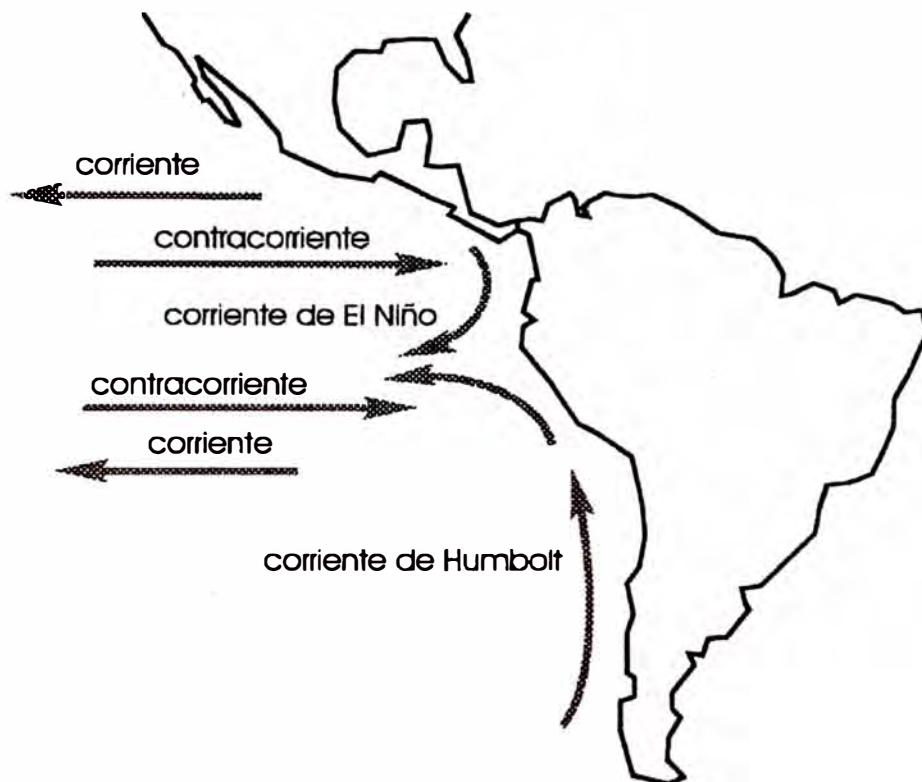 corriente
contracorriente
corriente de El Niño
contracorriente
corriente
corriente de Humbolt